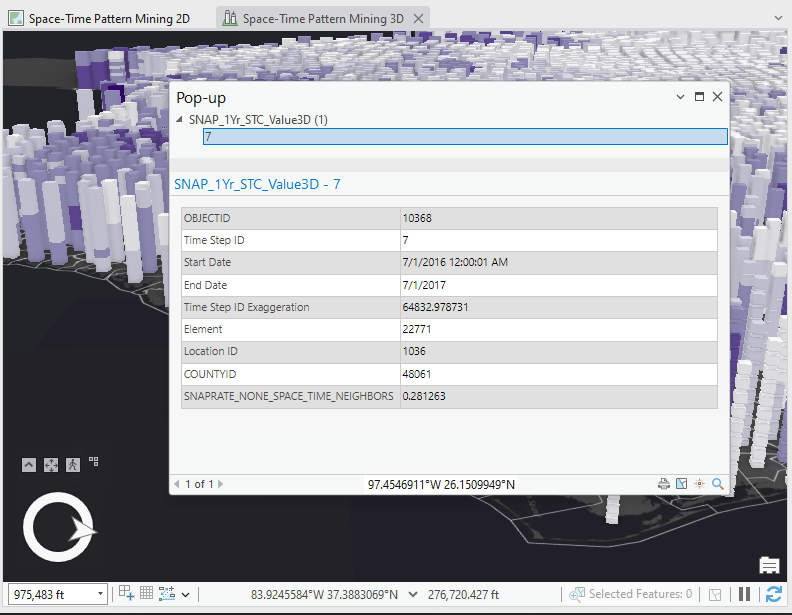 Space-Time Pattern Mining 2D Space-Time Pattern Mining 3D
Pop-up
SNAP_1Yr_STC_Value3D (1)
7
SNAP_1Yr_STC_Value3D - 7
OBJECTID 10368
Time Step ID 7
Start Date 7/1/2016 12:00:01 AM
End Date 7/1/2017
Time Step ID Exaggeration 64832.978731
Element 22771
Location ID 1036
COUNTYID 48061
SNAPRATE_NONE_SPACE_TIME_NEIGHBORS 0.281263
1 of 1 97.4546911°W 26.1509949°N
975,483 ft 83.9245584°W 37.3883069°N 276,720.427 ft Selected Features: 0